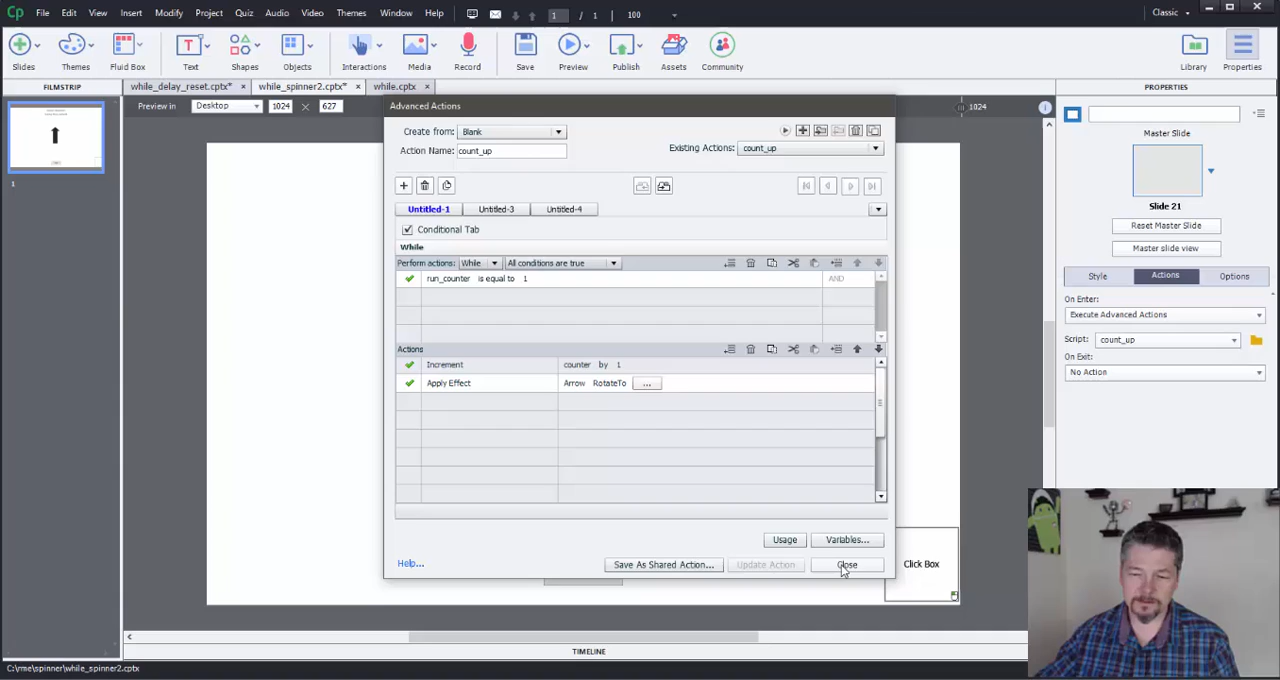 Cp File Edit View Insert Modify Project Quiz Audio Video Themes Window Help 1 / 1 100 Classic
Slides Themes Fluid Box Text Shapes Objects Interactions Media Record Save Preview Publish Assets Community Library Properties
FILMSTRIP while_delay_reset.cptx* × while_spinner2.cptx* × while.cptx × PROPERTIES
Preview in Desktop 1024 × 627 1024
1
Advanced Actions
Create from: Blank
Action Name: count_up
Existing Actions: count_up
Untitled-1 Untitled-3 Untitled-4
Conditional Tab
While
Perform actions: While All conditions are true
run_counter is equal to 1 AND
Actions
Increment counter by 1
Apply Effect Arrow RotateTo ...
Usage Variables...
Help... Save As Shared Action... Update Action Close
Click Box
Master Slide
Slide 21
Reset Master Slide
Master slide view
Style Actions Options
On Enter:
Execute Advanced Actions
Script: count_up
On Exit:
No Action
TIMELINE
C:\rme\spinner\while_spinner2.cptx